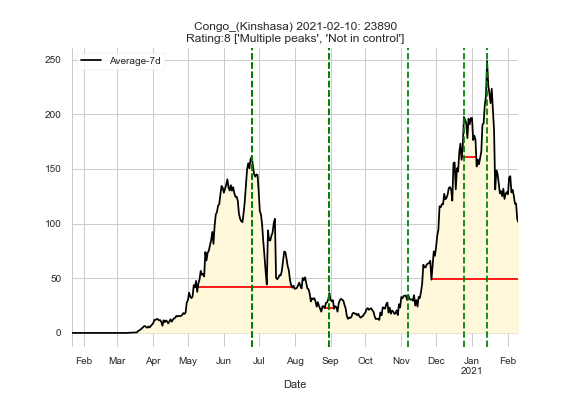 Congo_(Kinshasa) 2021-02-10: 23890
Rating:8 ['Multiple peaks', 'Not in control']
Average-7d
250
200
150
100
50
0
Feb Mar Apr May Jun Jul Aug Sep Oct Nov Dec Jan Feb
2021
Date